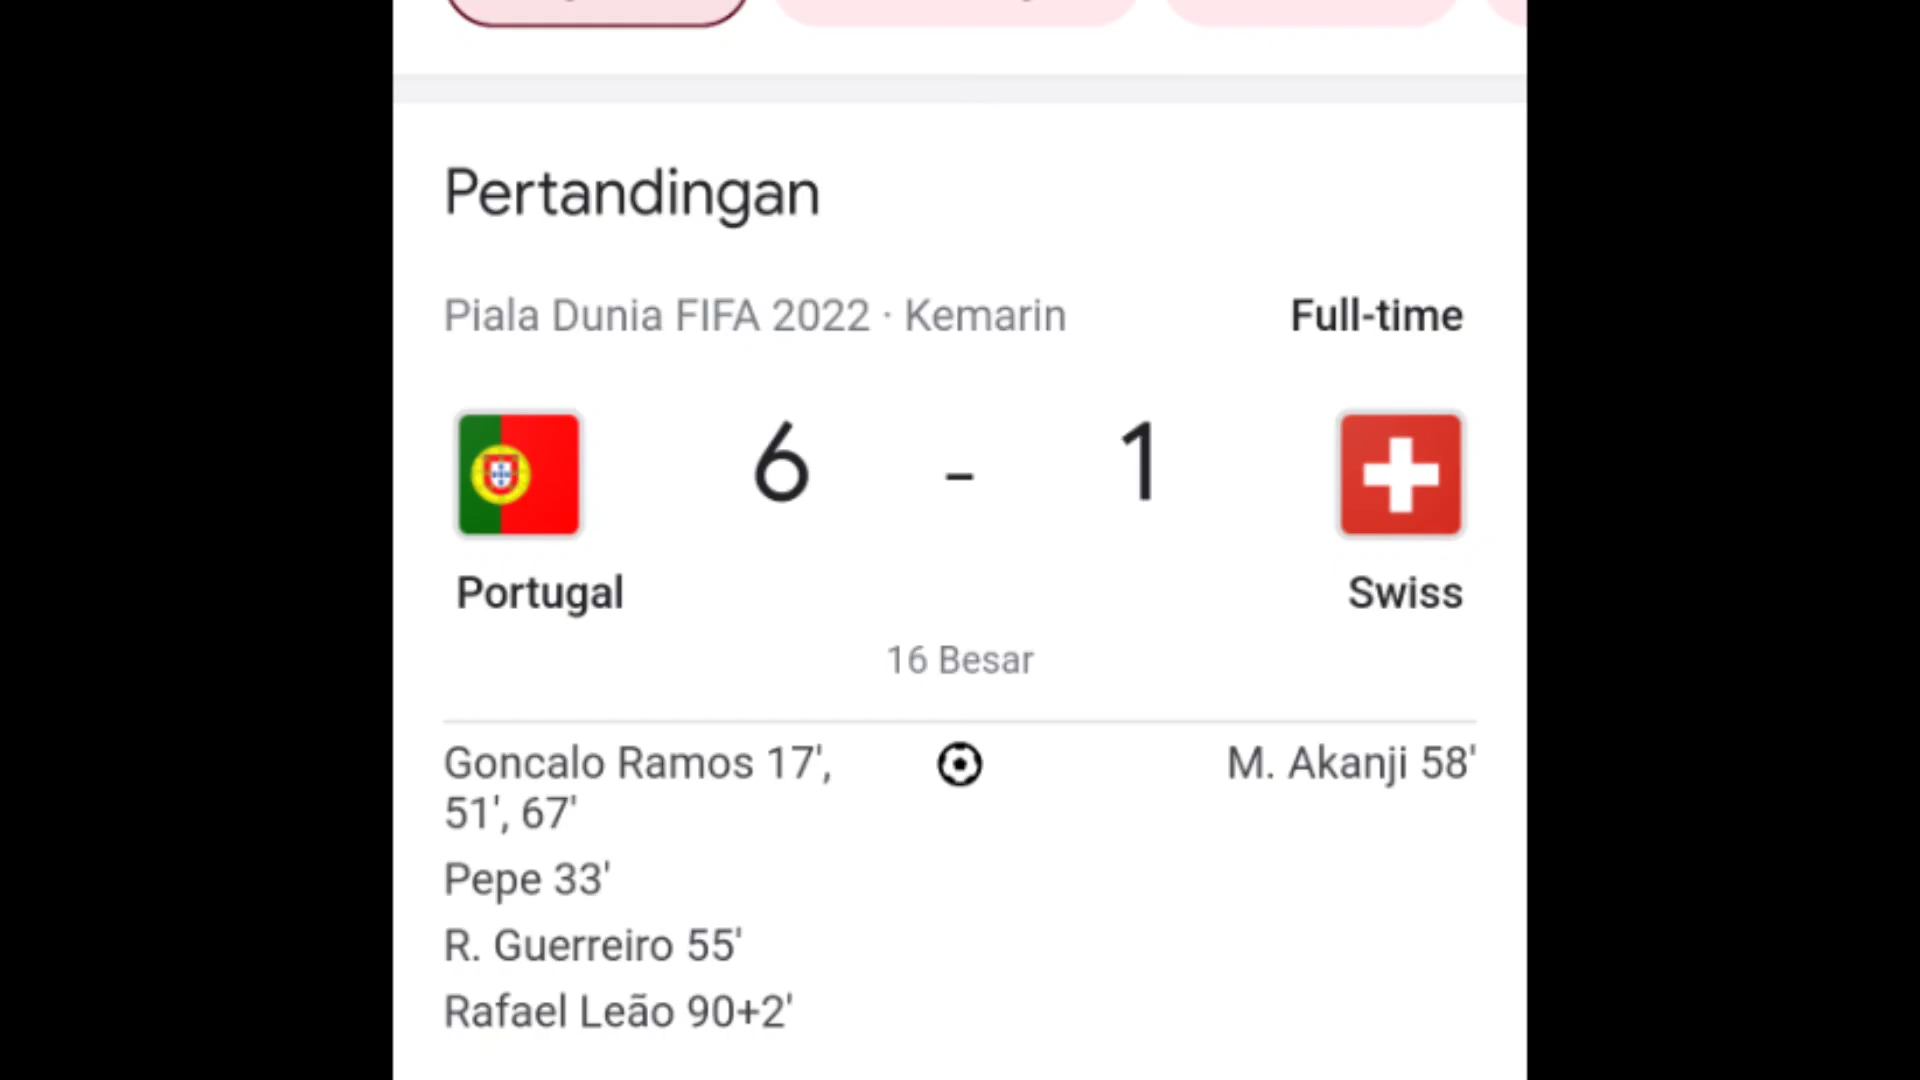 Pertandingan
Piala Dunia FIFA 2022 · Kemarin Full-time
6 - 1
Portugal Swiss
16 Besar
Goncalo Ramos 17', M. Akanji 58'
51', 67'
Pepe 33'
R. Guerreiro 55'
Rafael Leão 90+2'